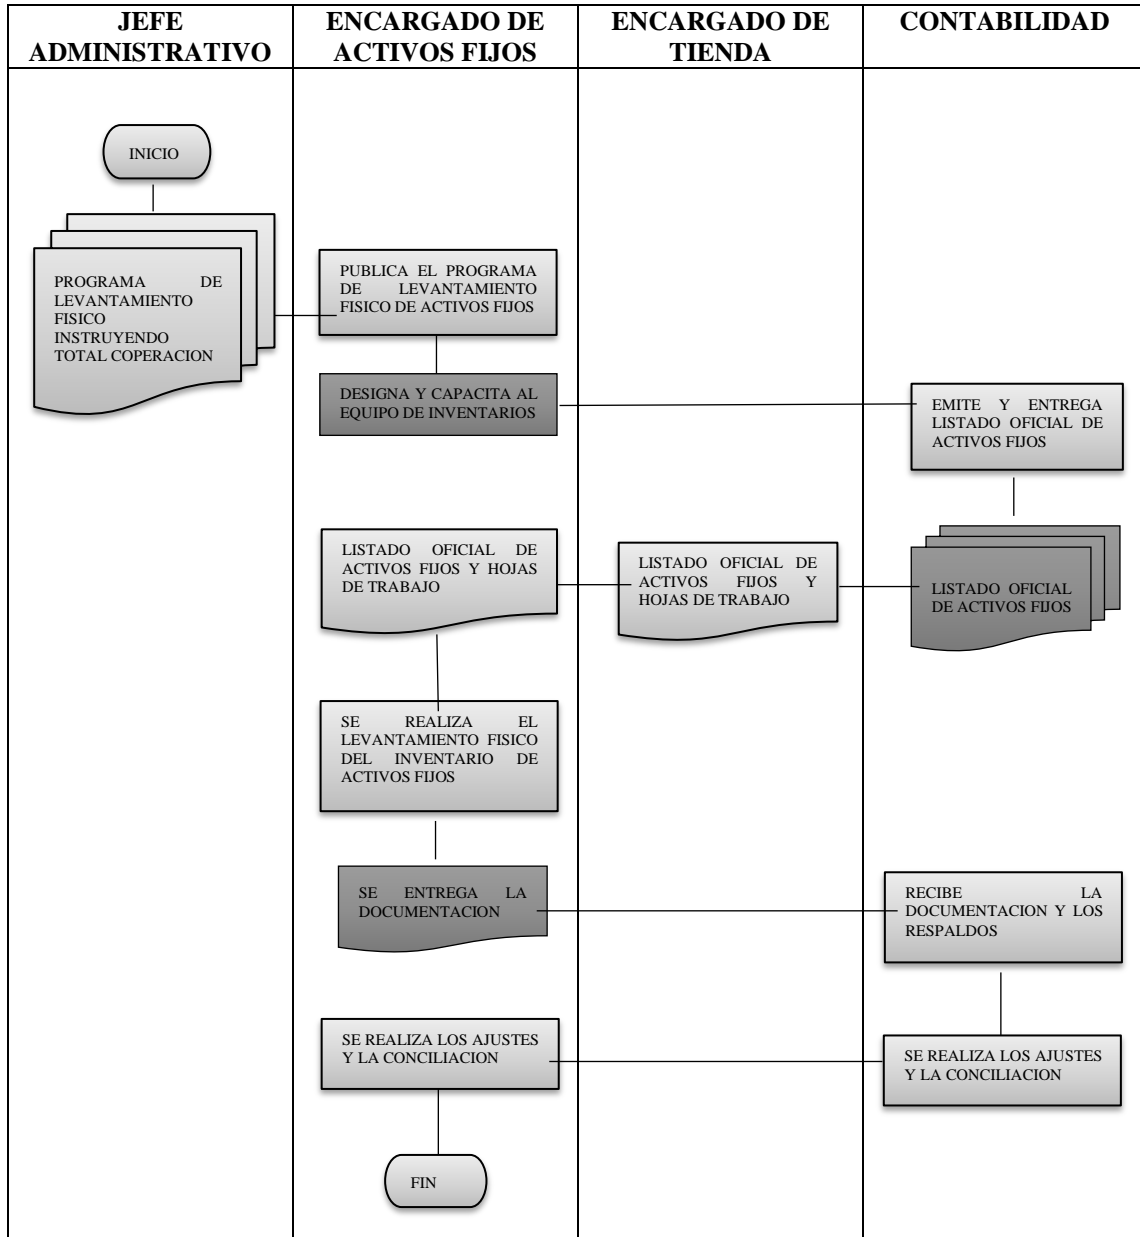 JEFE
ADMINISTRATIVO
ENCARGADO DE
ACTIVOS FIJOS
ENCARGADO DE
TIENDA
CONTABILIDAD
INICIO
PROGRAMA DE
LEVANTAMIENTO
FISICO
INSTRUYENDO
TOTAL COPERACION
PUBLICA EL PROGRAMA
DE LEVANTAMIENTO
FISICO DE ACTIVOS FIJOS
DESIGNA Y CAPACITA AL
EQUIPO DE INVENTARIOS
EMITE Y ENTREGA
LISTADO OFICIAL DE
ACTIVOS FIJOS
LISTADO OFICIAL DE
ACTIVOS FIJOS Y HOJAS
DE TRABAJO
LISTADO OFICIAL DE
ACTIVOS FIJOS Y
HOJAS DE TRABAJO
LISTADO OFICIAL
DE ACTIVOS FIJOS
SE REALIZA EL
LEVANTAMIENTO FISICO
DEL INVENTARIO DE
ACTIVOS FIJOS
SE ENTREGA LA
DOCUMENTACION
RECIBE LA
DOCUMENTACION Y LOS
RESPALDOS
SE REALIZA LOS AJUSTES
Y LA CONCILIACION
SE REALIZA LOS AJUSTES
Y LA CONCILIACION
FIN